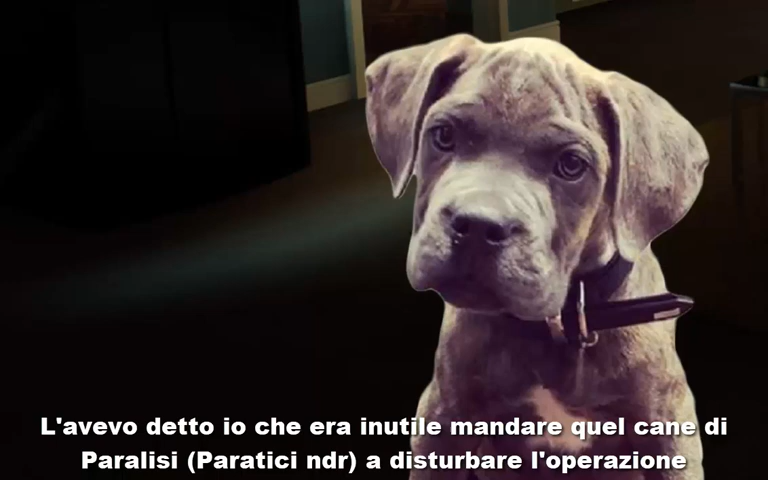 L'avevo detto io che era inutile mandare quel cane di
Paralisi (Paratici ndr) a disturbare l'operazione